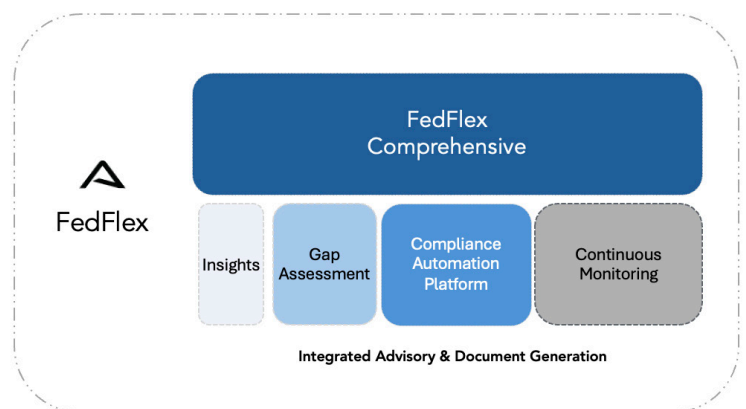 FedFlex
Comprehensive
FedFlex
Insights
Gap
Assessment
Compliance
Automation
Platform
Continuous
Monitoring
Integrated Advisory & Document Generation